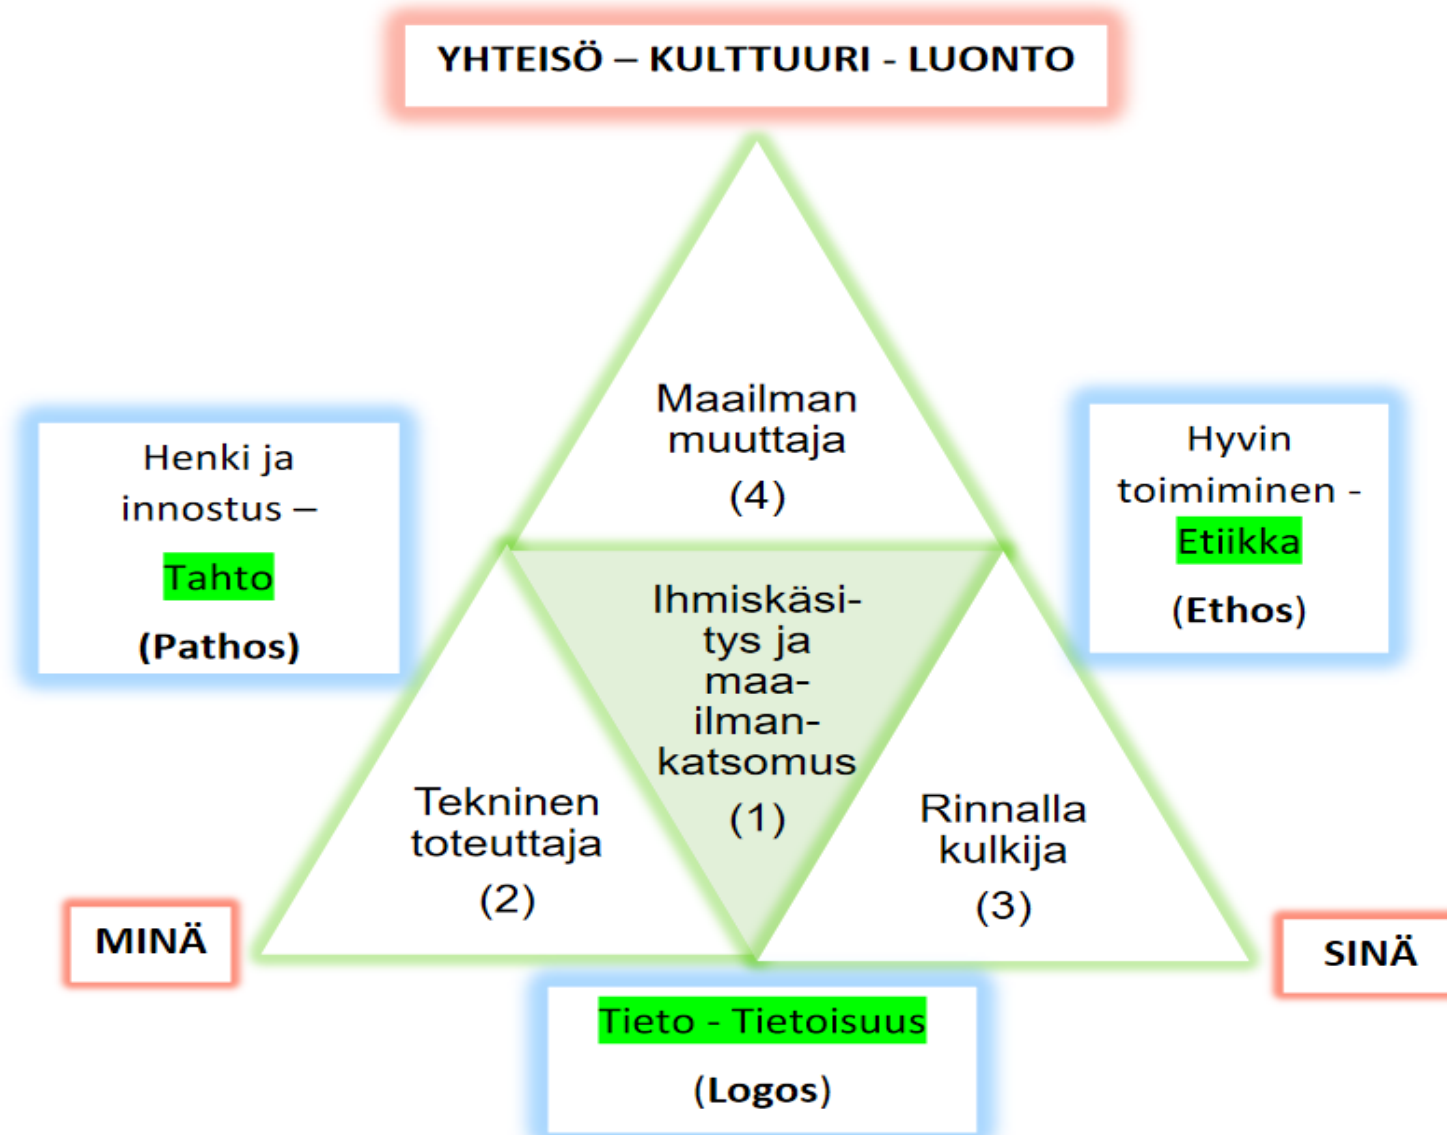 YHTEISÖ – KULTTUURI - LUONTO
Maailman
muuttaja
(4)
Henki ja
innostus –
Tahto
(Pathos)
Hyvin
toimiminen -
Etiikka
(Ethos)
Ihmiskäsi-
tys ja
maa-
ilman-
katsomus
(1)
Tekninen
toteuttaja
(2)
Rinnalla
kulkija
(3)
MINÄ
SINÄ
Tieto - Tietoisuus
(Logos)